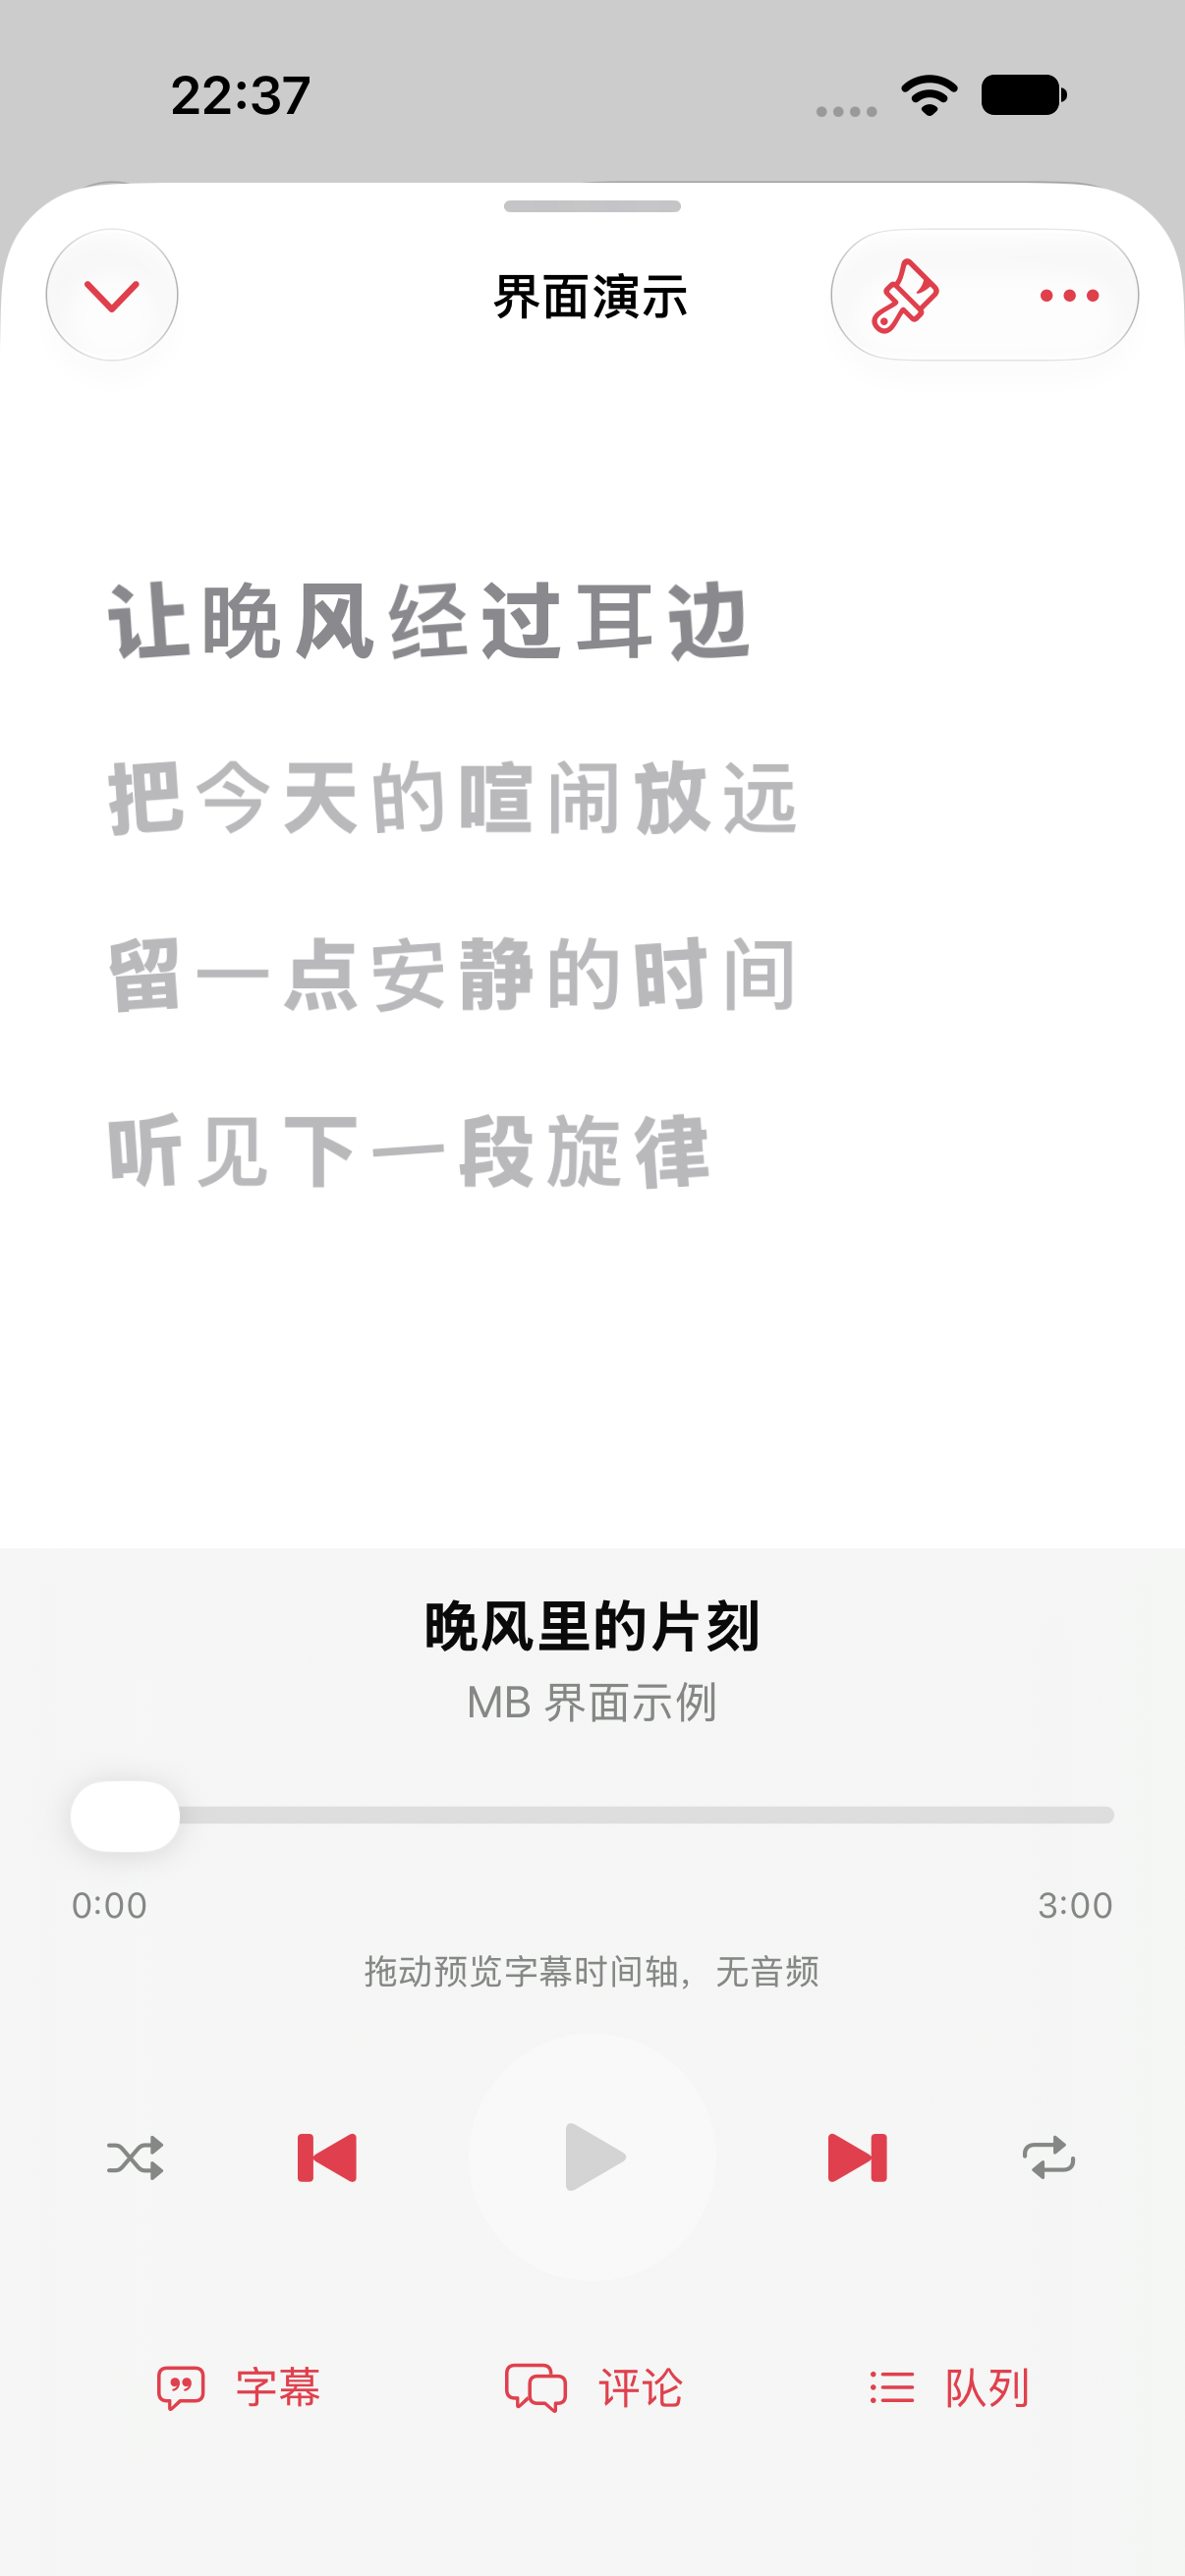 22:37
界面演示
让晚风经过耳边
把今天的喧闹放远
留一点安静的时间
听见下一段旋律
晚风里的片刻
MB 界面示例
0:00
3:00
拖动预览字幕时间轴，无音频
字幕
评论
队列